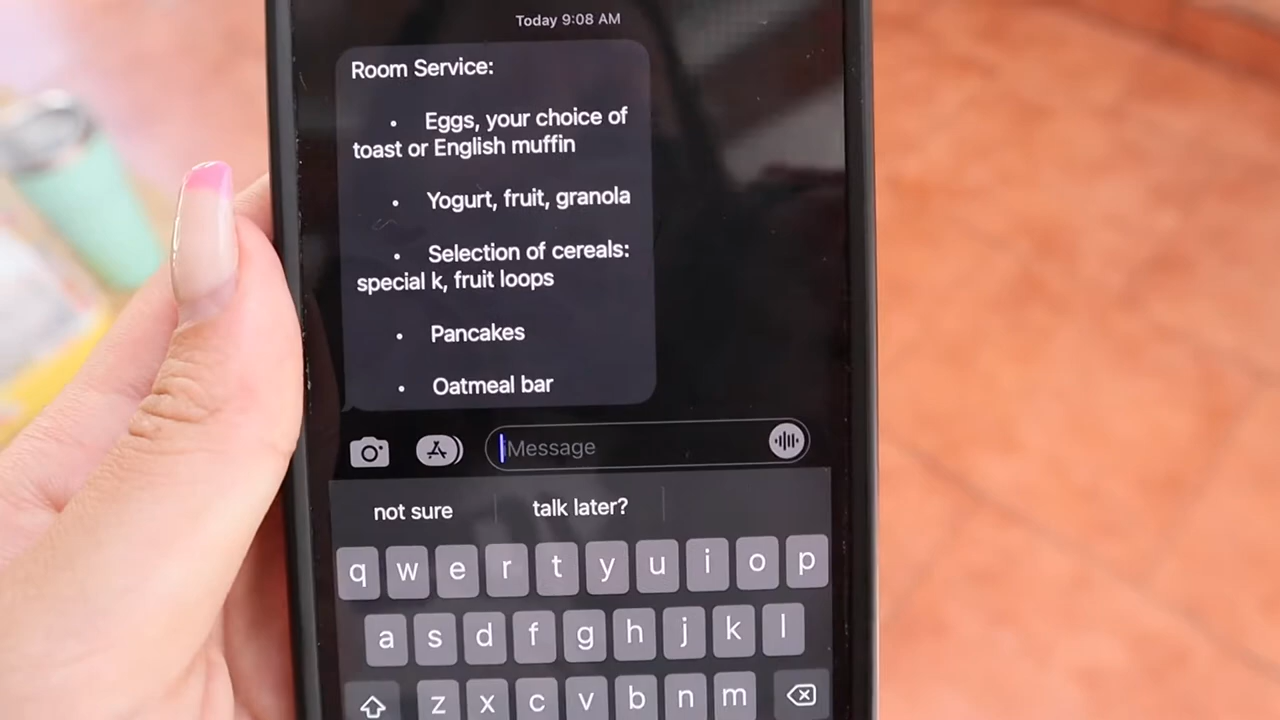 Today 9:08 AM
Room Service:
• Eggs, your choice of
toast or English muffin
• Yogurt, fruit, granola
• Selection of cereals:
special k, fruit loops
• Pancakes
• Oatmeal bar
iMessage
not sure talk later?
q w e r t y u i o p
a s d f g h j k l
z x c v b n m